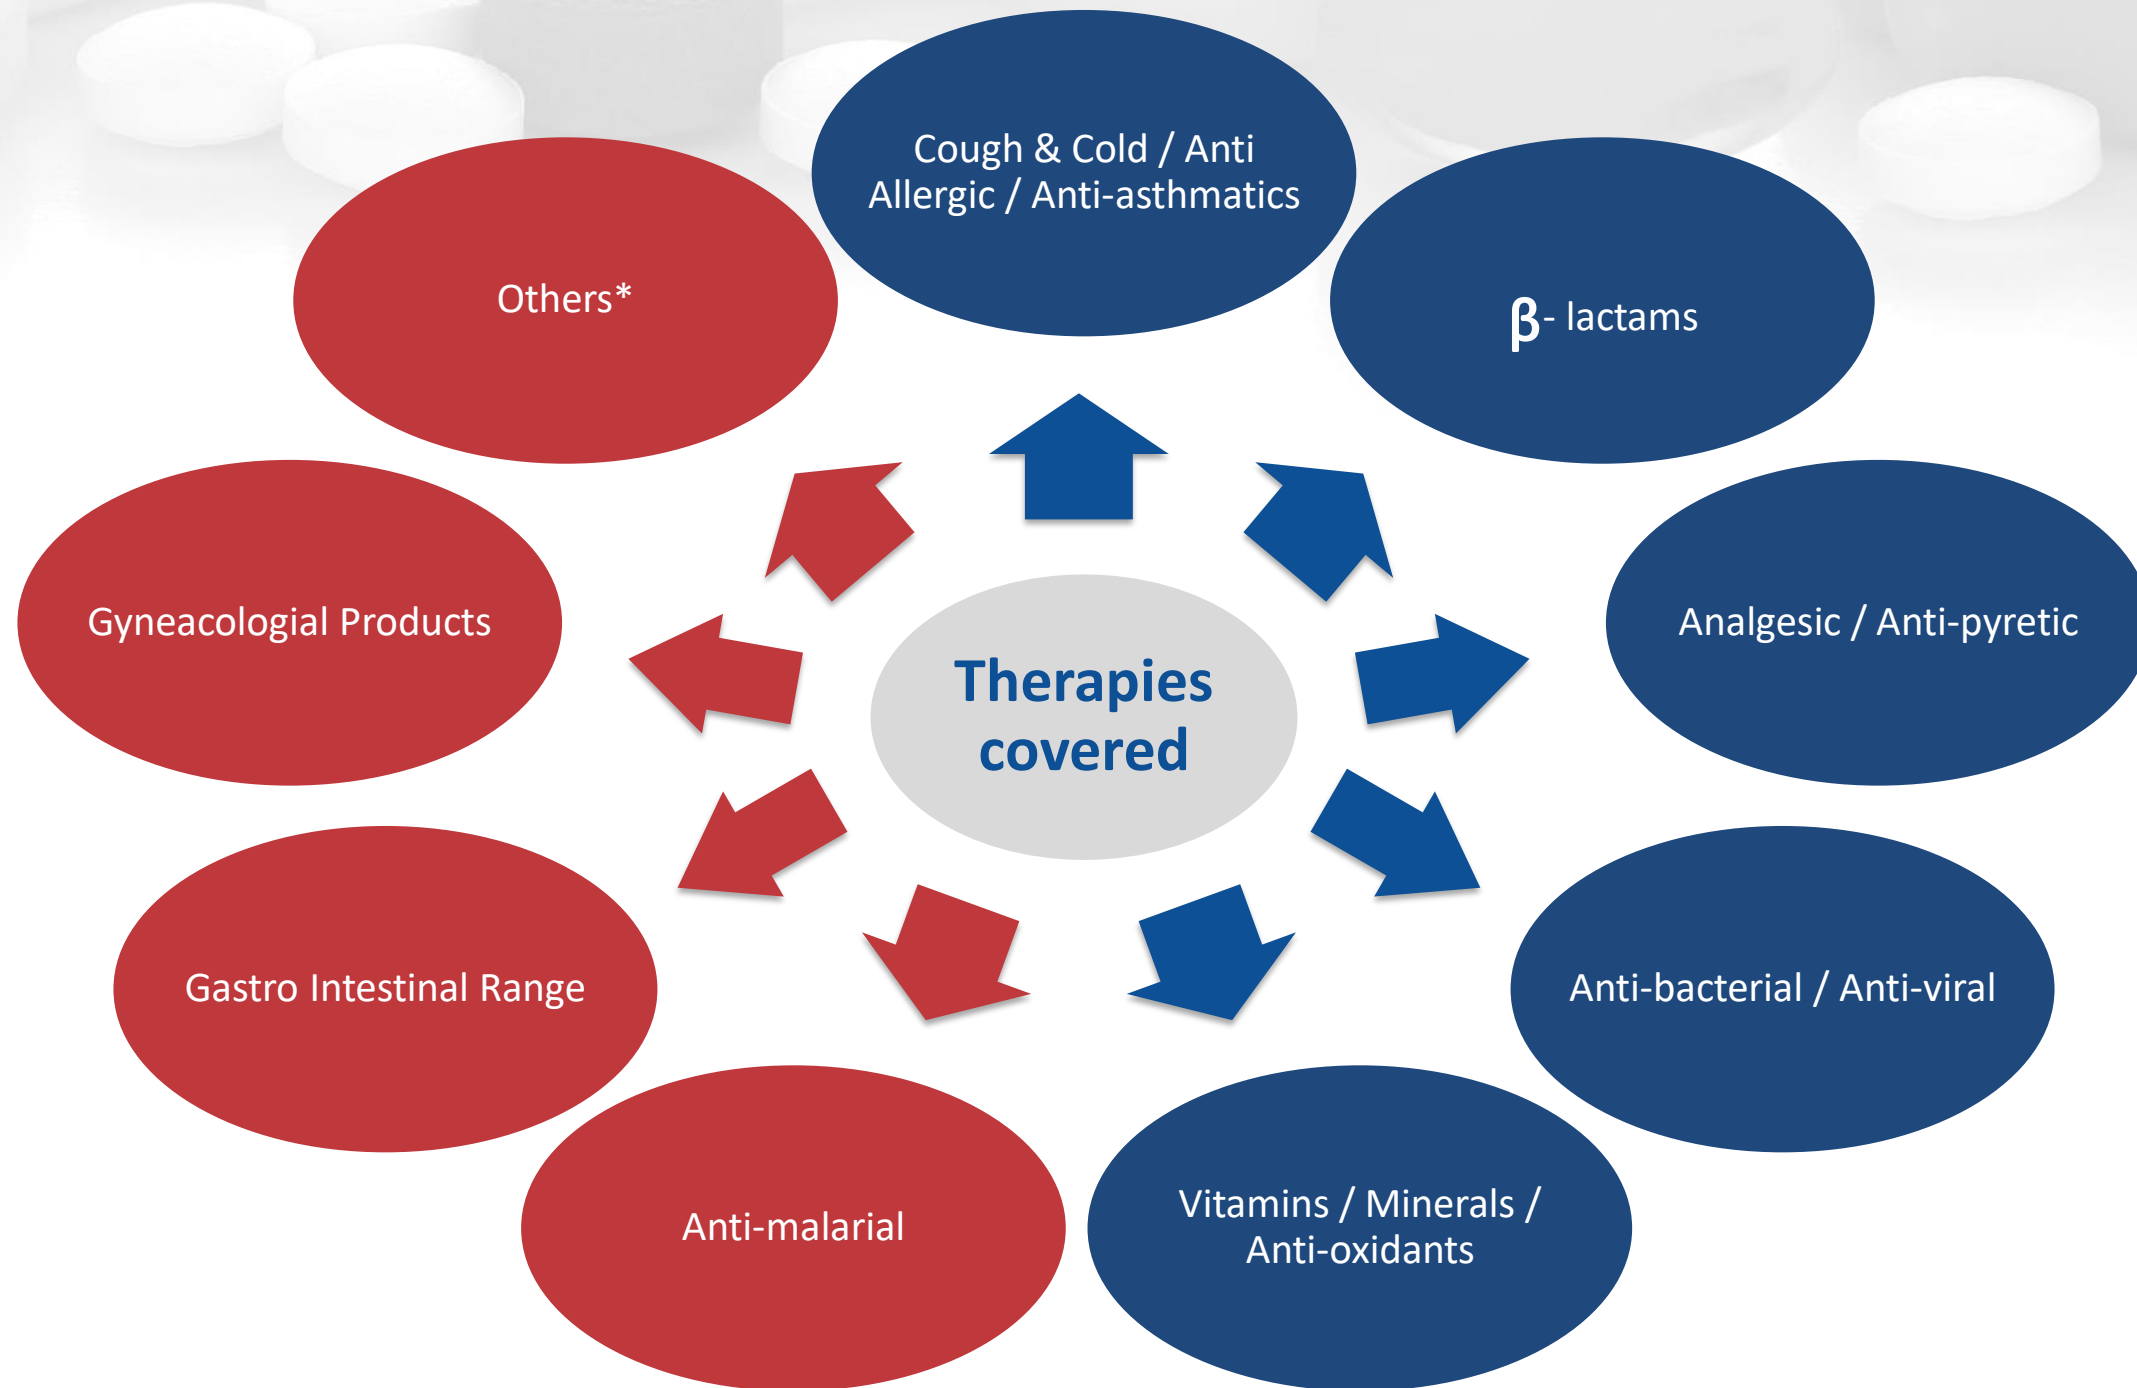 Cough & Cold / Anti
Allergic / Anti-asthmatics
β- lactams
Analgesic / Anti-pyretic
Anti-bacterial / Anti-viral
Vitamins / Minerals /
Anti-oxidants
Anti-malarial
Gastro Intestinal Range
Gyneacologial Products
Others*
Therapies
covered